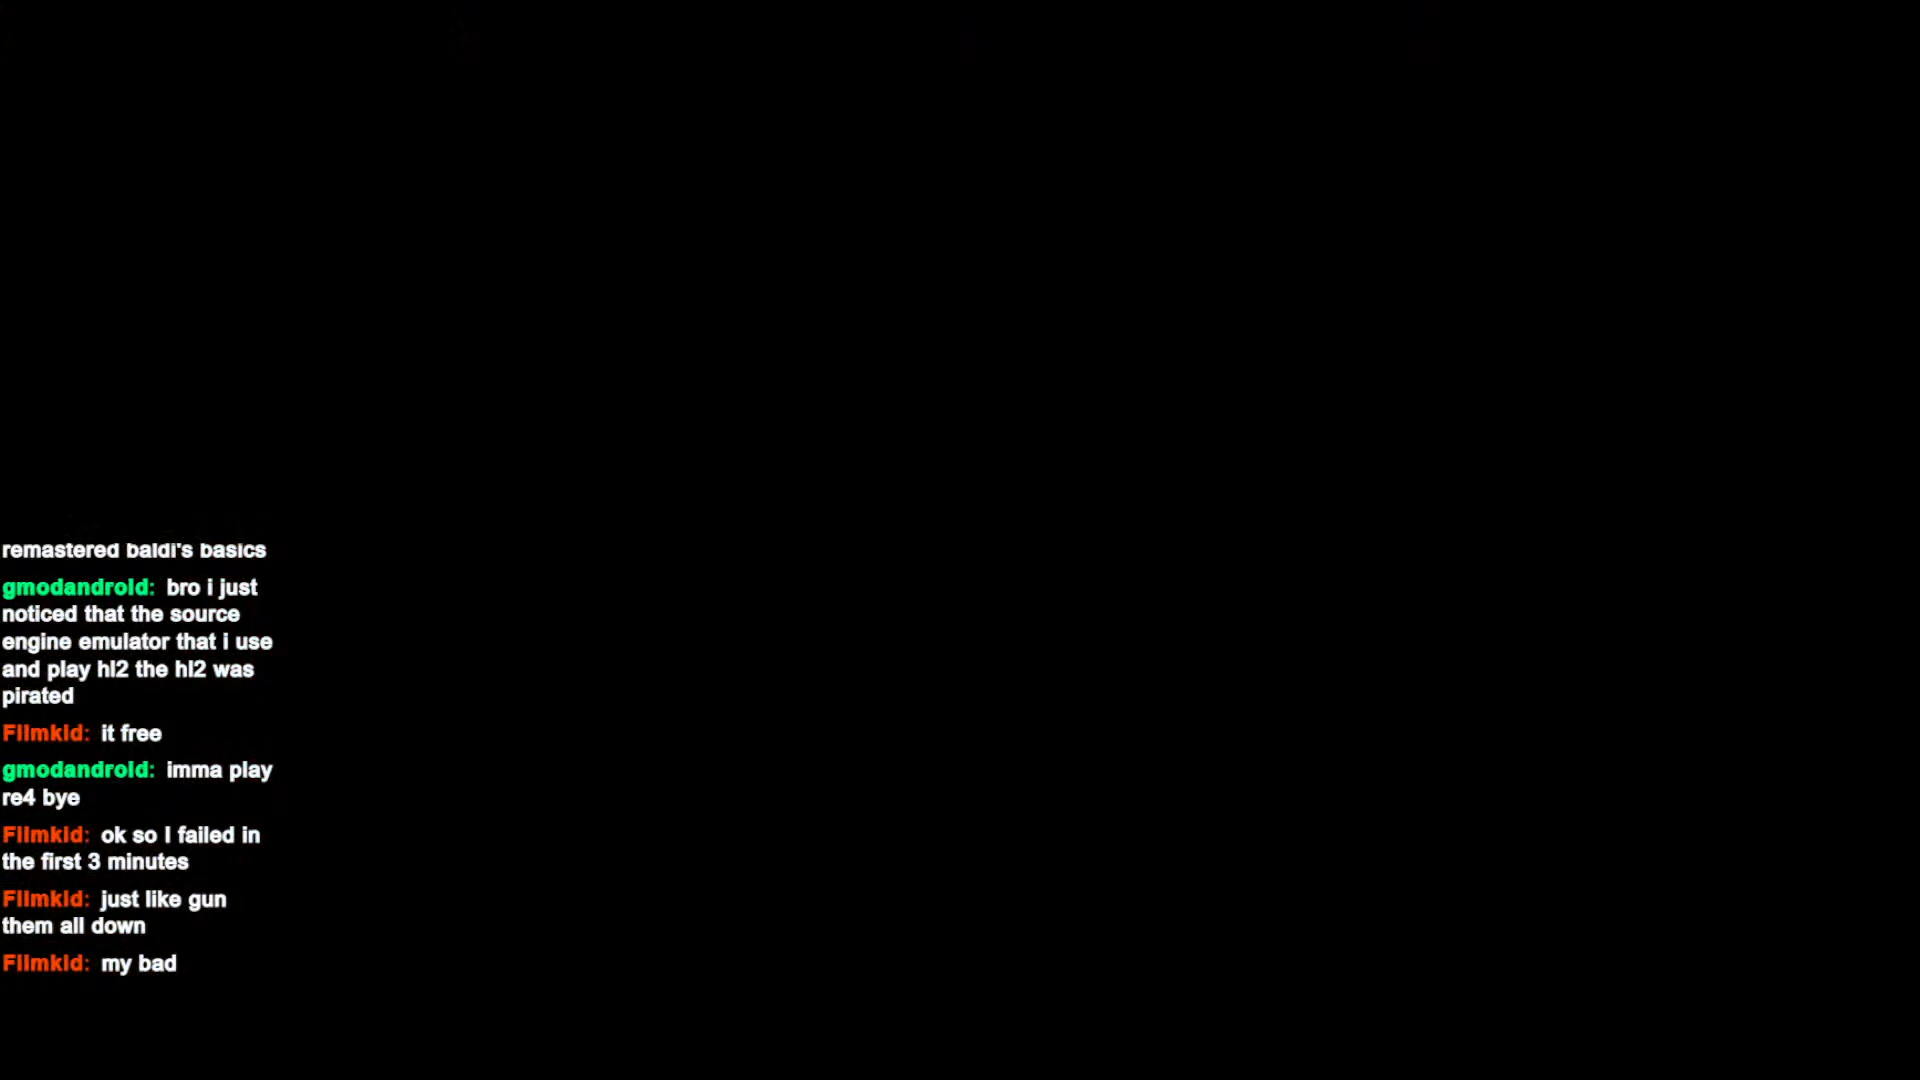 remastered baldi's basics
gmodandroid: bro i just
noticed that the source
engine emulator that i use
and play hl2 the hl2 was
pirated
Filmkid: it free
gmodandroid: imma play
re4 bye
Filmkid: ok so I failed in
the first 3 minutes
Filmkid: just like gun
them all down
Filmkid: my bad